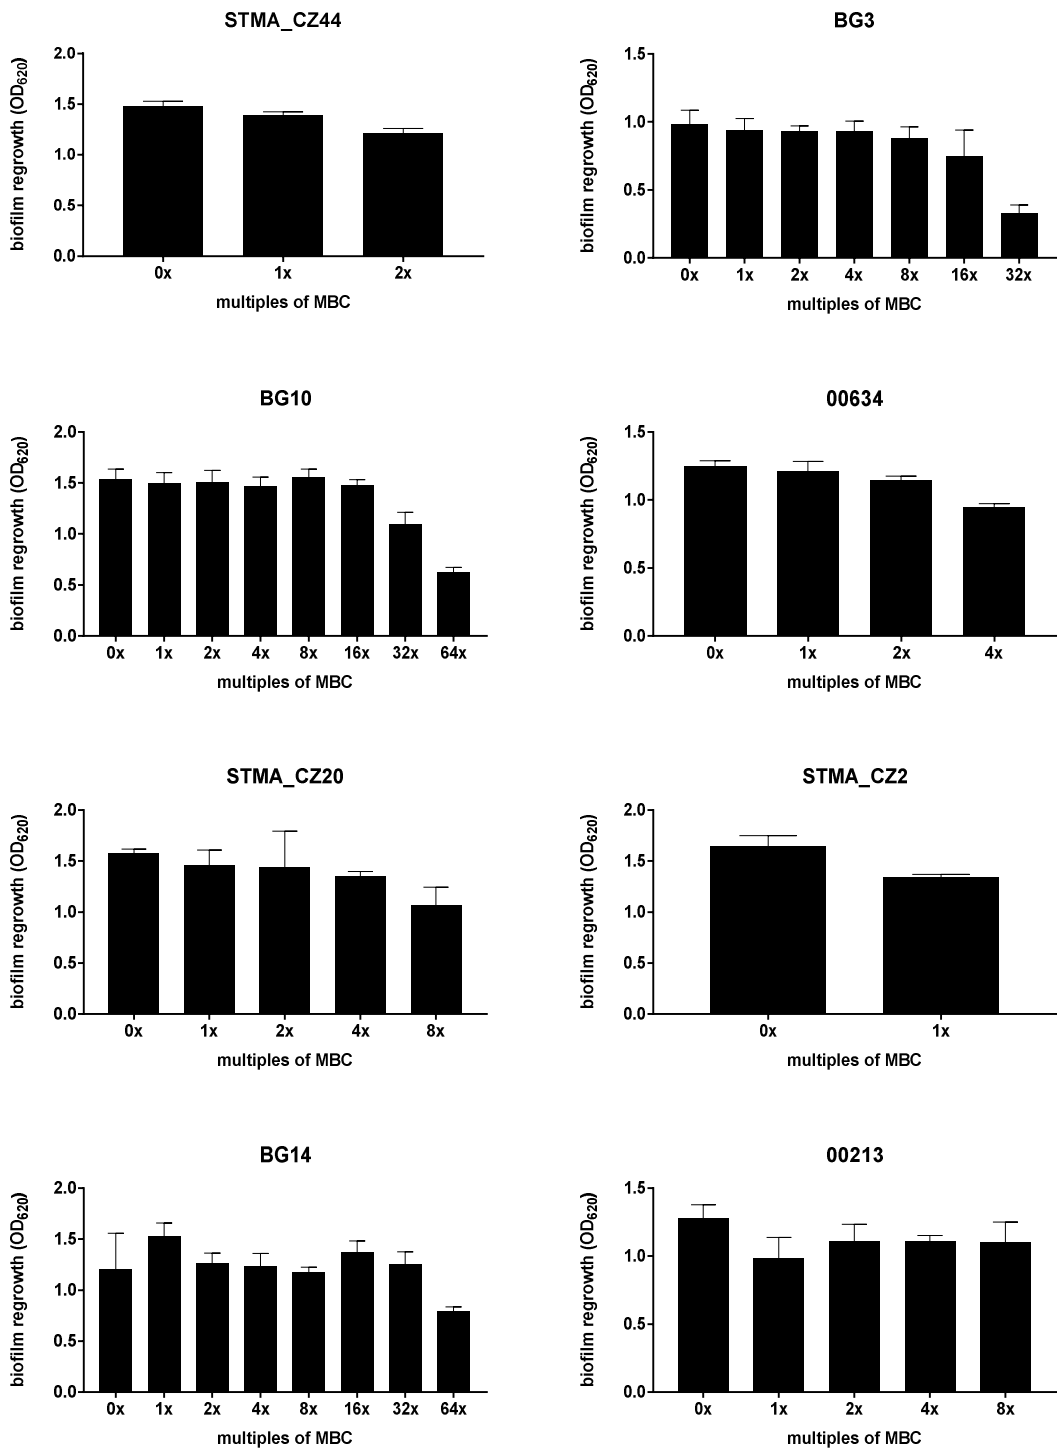 STMA_CZ44
biofilm regrowth (OD620)
2.0
1.5
1.0
0.5
0.0
0x 1x 2x
multiples of MBC
BG3
biofilm regrowth (OD620)
1.5
1.0
0.5
0.0
0x 1x 2x 4x 8x 16x 32x
multiples of MBC
BG10
biofilm regrowth (OD620)
2.0
1.5
1.0
0.5
0.0
0x 1x 2x 4x 8x 16x 32x 64x
multiples of MBC
00634
biofilm regrowth (OD620)
1.5
1.0
0.5
0.0
0x 1x 2x 4x
multiples of MBC
STMA_CZ20
biofilm regrowth (OD620)
2.0
1.5
1.0
0.5
0.0
0x 1x 2x 4x 8x
multiples of MBC
STMA_CZ2
biofilm regrowth (OD620)
2.0
1.5
1.0
0.5
0.0
0x 1x
multiples of MBC
BG14
biofilm regrowth (OD620)
2.0
1.5
1.0
0.5
0.0
0x 1x 2x 4x 8x 16x 32x 64x
multiples of MBC
00213
biofilm regrowth (OD620)
1.5
1.0
0.5
0.0
0x 1x 2x 4x 8x
multiples of MBC